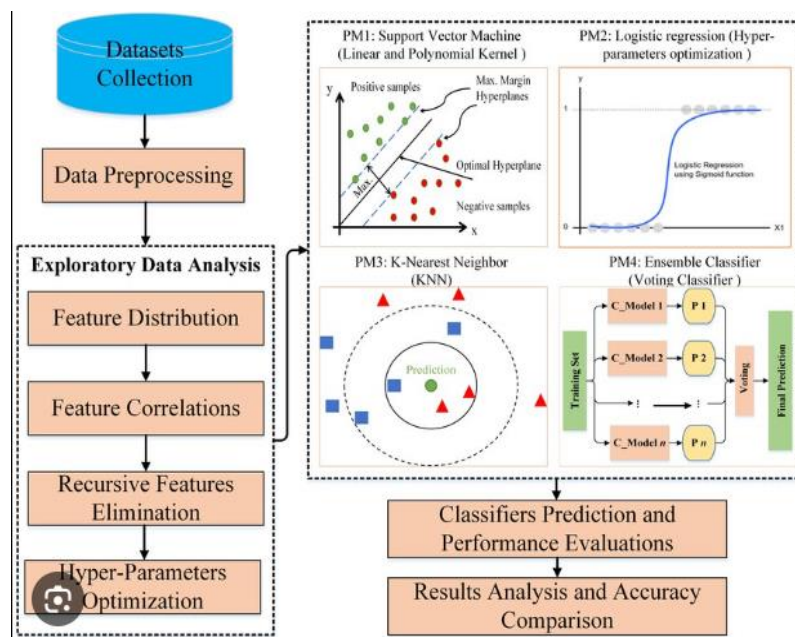 Datasets
Collection
Data Preprocessing
Exploratory Data Analysis
Feature Distribution
Feature Correlations
Recursive Features
Elimination
Hyper-Parameters
Optimization
PM1: Support Vector Machine
(Linear and Polynomial Kernel )
y
Positive samples
Max. Margin
Hyperplanes
Optimal Hyperplane
Max.
Negative samples
x
PM2: Logistic regression (Hyper-
parameters optimization )
Y
1
Logistic Regression
using Sigmoid function
0
X1
PM3: K-Nearest Neighbor
(KNN)
Prediction
PM4: Ensemble Classifier
(Voting Classifier )
Training Set
C_Model 1
P 1
C_Model 2
P 2
C_Model n
P n
Voting
Final Prediction
Classifiers Prediction and
Performance Evaluations
Results Analysis and Accuracy
Comparison